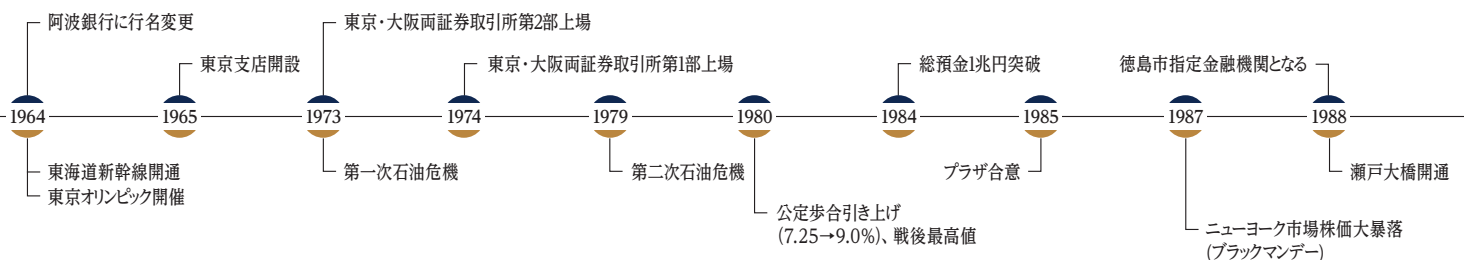 阿波銀行に行名変更
東京・大阪両証券取引所第2部上場
東京支店開設
東京・大阪両証券取引所第1部上場
総預金1兆円突破
徳島市指定金融機関となる
1964
1965
1973
1974
1979
1980
1984
1985
1987
1988
東海道新幹線開通
東京オリンピック開催
第一次石油危機
第二次石油危機
プラザ合意
瀬戸大橋開通
公定歩合引き上げ
(7.25→9.0%)、戦後最高値
ニューヨーク市場株価大暴落
(ブラックマンデー)